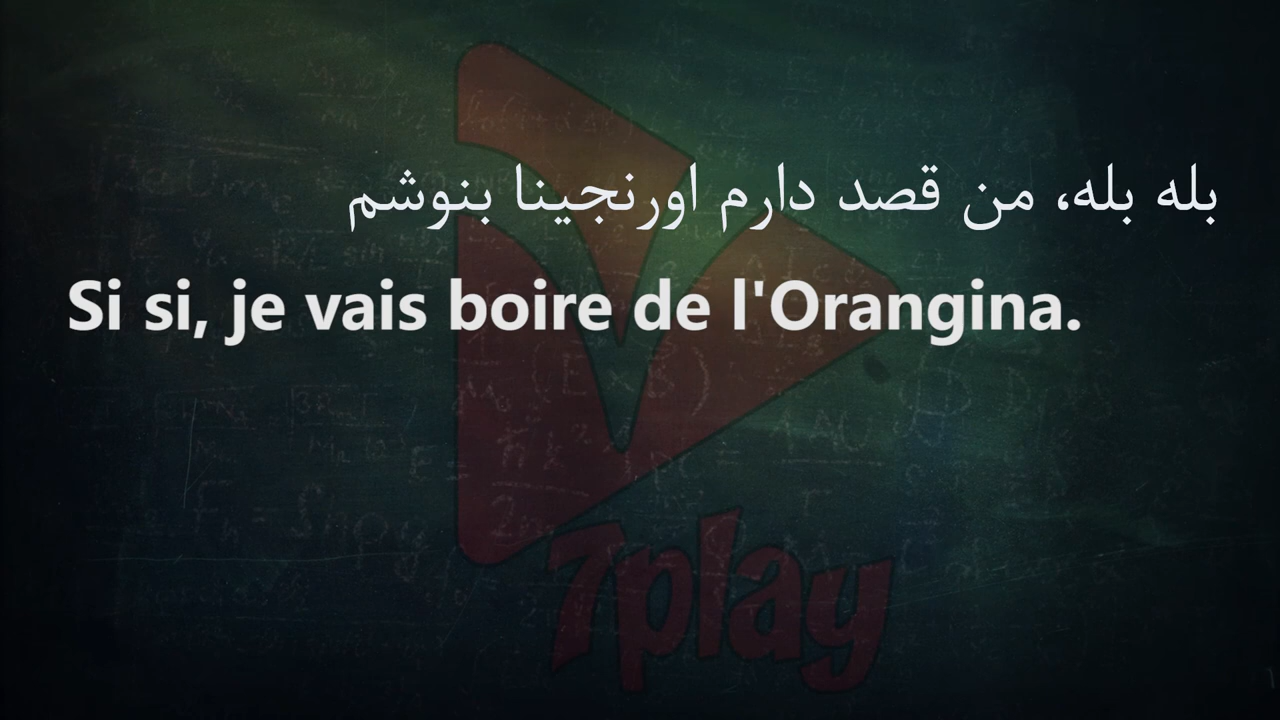 بله بله، من قصد دارم اورنجینا بنوشم
Si si, je vais boire de l'Orangina.
7play